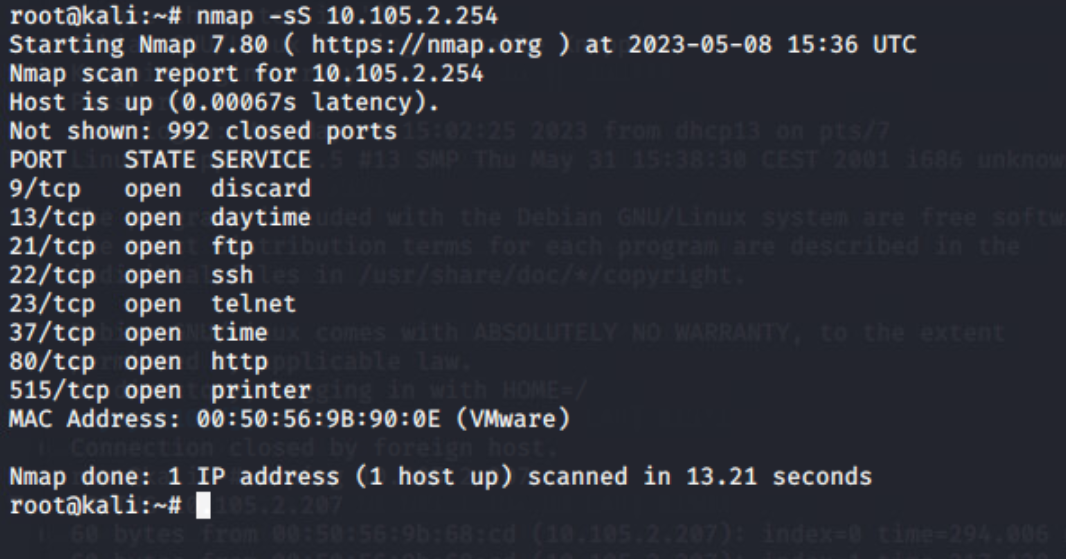 root@kali:~# nmap -sS 10.105.2.254
Starting Nmap 7.80 ( https://nmap.org ) at 2023-05-08 15:36 UTC
Nmap scan report for 10.105.2.254
Host is up (0.00067s latency).
Not shown: 992 closed ports
PORT    STATE SERVICE
9/tcp   open  discard
13/tcp  open  daytime
21/tcp  open  ftp
22/tcp  open  ssh
23/tcp  open  telnet
37/tcp  open  time
80/tcp  open  http
515/tcp open  printer
MAC Address: 00:50:56:9B:90:0E (VMware)
Nmap done: 1 IP address (1 host up) scanned in 13.21 seconds
root@kali:~#